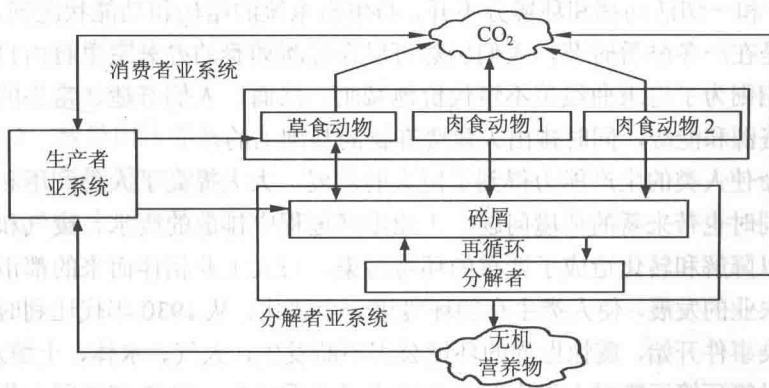 CO₂
消费者亚系统
草食动物
肉食动物1
肉食动物2
生产者
亚系统
碎屑
再循环
分解者
分解者亚系统
无机
营养物